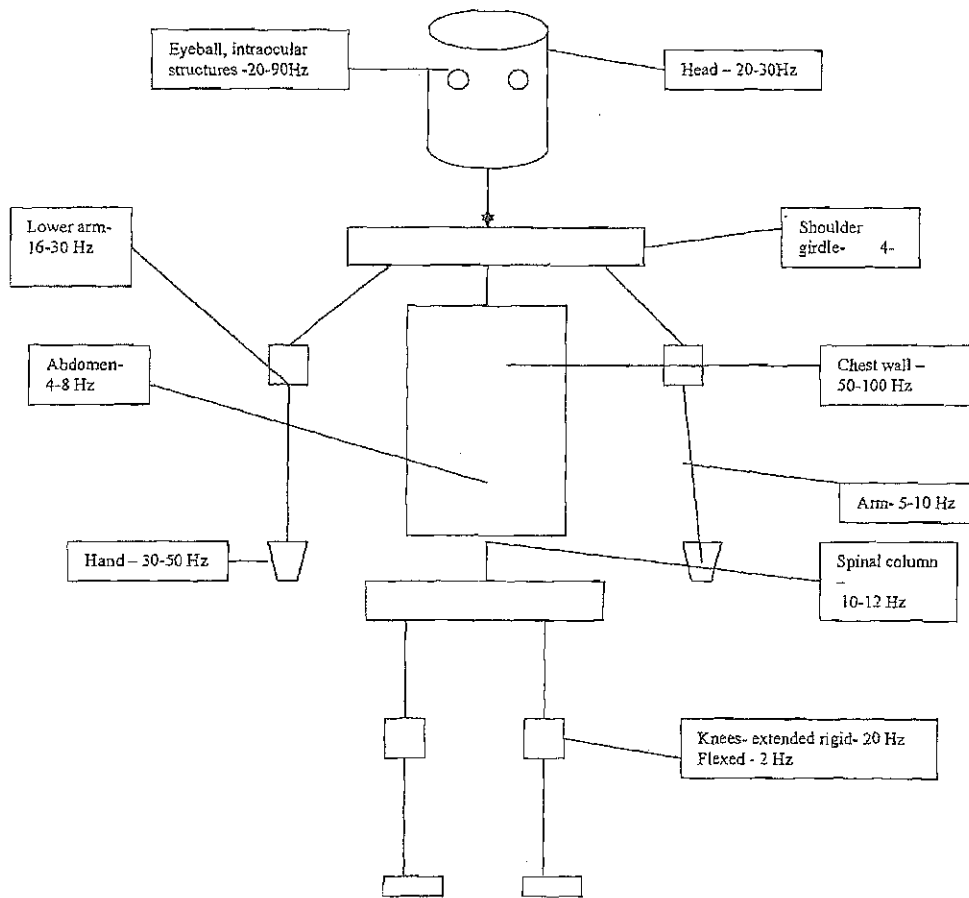 Eyeball, intraocular
structures -20-90Hz
Head – 20-30Hz
Lower arm-
16-30 Hz
Shoulder
girdle- 4-
Abdomen-
4-8 Hz
Chest wall –
50-100 Hz
Arm- 5-10 Hz
Hand – 30-50 Hz
Spinal column
–
10-12 Hz
Knees- extended rigid- 20 Hz
Flexed - 2 Hz